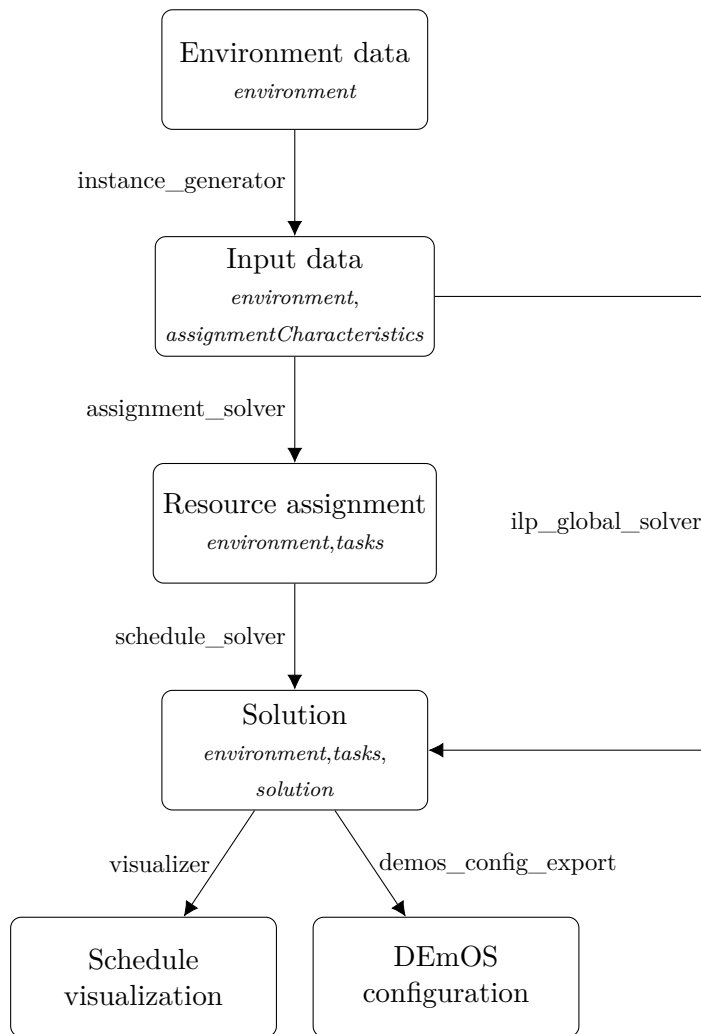 Environment data
environment
instance_generator
Input data
environment,
assignmentCharacteristics
assignment_solver
Resource assignment
environment,tasks
ilp_global_solver
schedule_solver
Solution
environment,tasks,
solution
visualizer
demos_config_export
Schedule
visualization
DEmOS
configuration